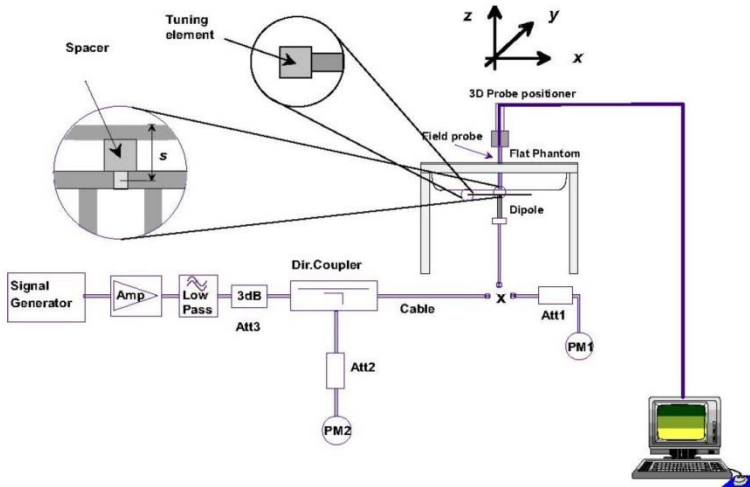 Tuning
element
Spacer
s
z
y
x
3D Probe positioner
Field probe
Flat Phantom
Dipole
Signal
Generator
Amp
Low
Pass
3dB
Att3
Dir.Coupler
Cable
x
Att1
PM1
Att2
PM2